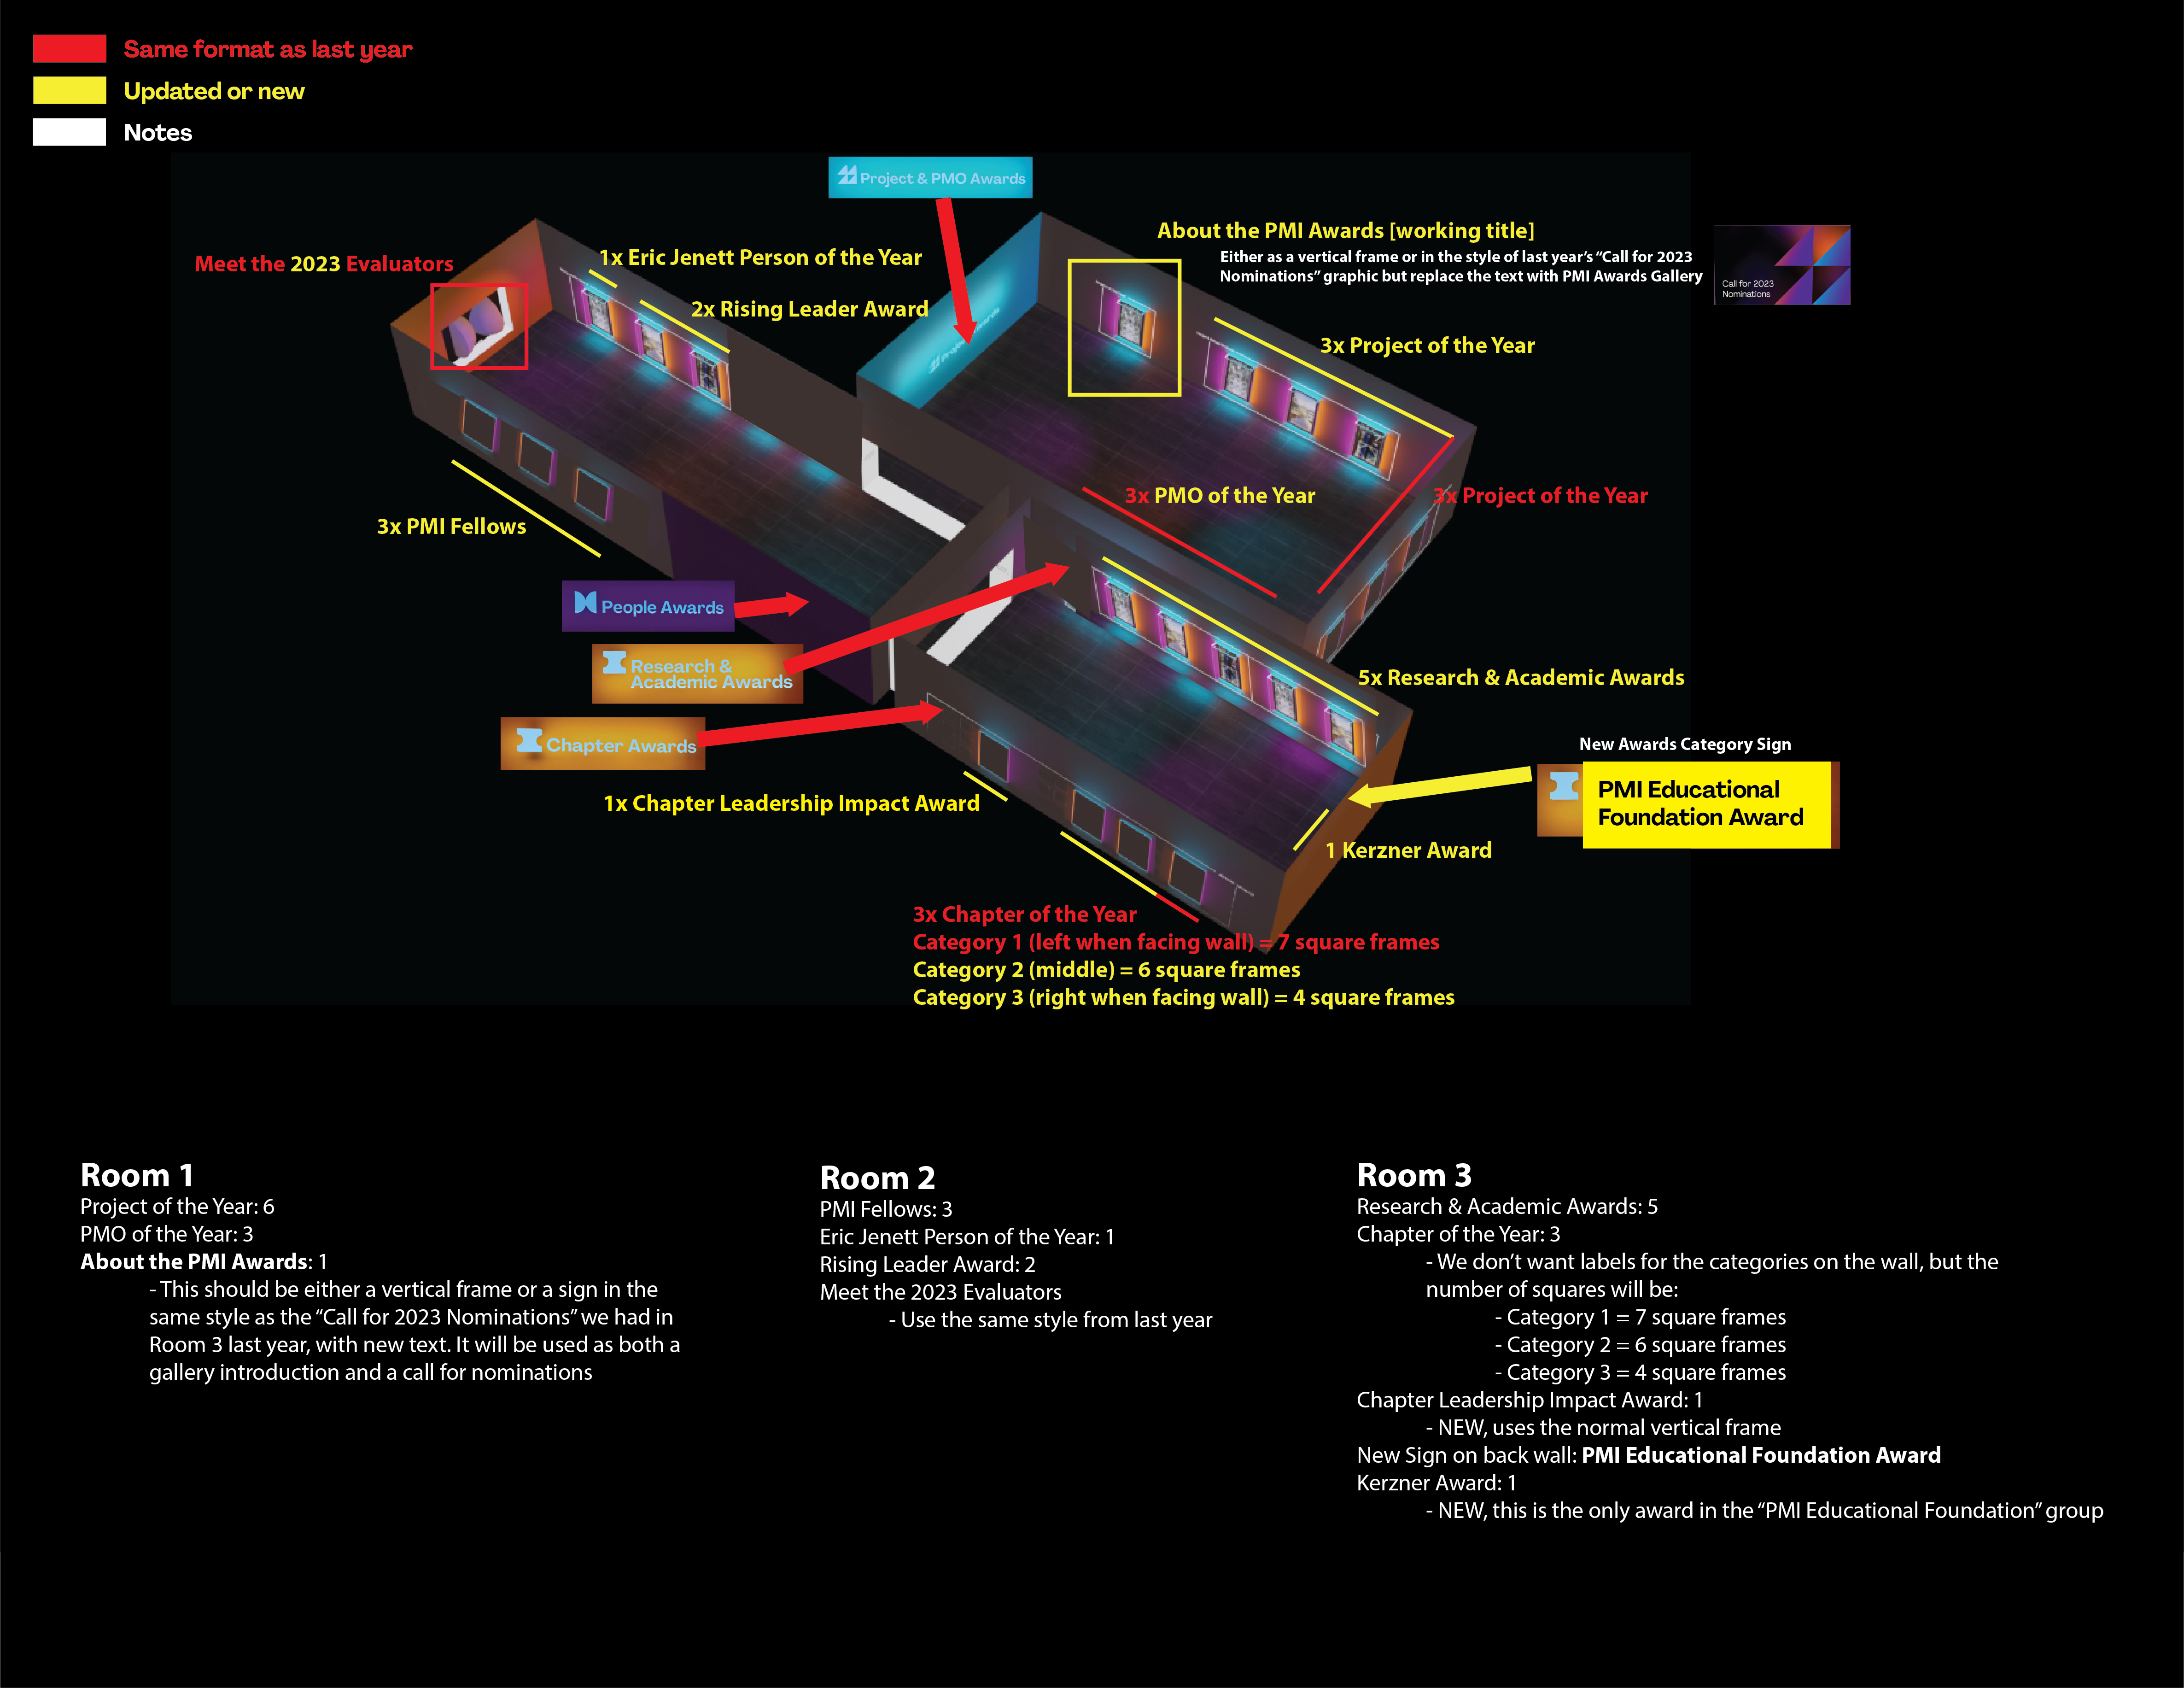 Same format as last year
Updated or new
Notes
Project & PMO Awards
About the PMI Awards [working title]
Either as a vertical frame or in the style of last year’s “Call for 2023
Nominations” graphic but replace the text with PMI Awards Gallery
Call for 2023
Nominations
Meet the 2023 Evaluators
1x Eric Jenett Person of the Year
2x Rising Leader Award
3x Project of the Year
3x PMO of the Year
3x Project of the Year
3x PMI Fellows
People Awards
Research &
Academic Awards
5x Research & Academic Awards
Chapter Awards
New Awards Category Sign
PMI Educational
Foundation Award
1x Chapter Leadership Impact Award
1 Kerzner Award
3x Chapter of the Year
Category 1 (left when facing wall) = 7 square frames
Category 2 (middle) = 6 square frames
Category 3 (right when facing wall) = 4 square frames
Room 1
Project of the Year: 6
PMO of the Year: 3
About the PMI Awards: 1
- This should be either a vertical frame or a sign in the
same style as the “Call for 2023 Nominations” we had in
Room 3 last year, with new text. It will be used as both a
gallery introduction and a call for nominations
Room 2
PMI Fellows: 3
Eric Jenett Person of the Year: 1
Rising Leader Award: 2
Meet the 2023 Evaluators
- Use the same style from last year
Room 3
Research & Academic Awards: 5
Chapter of the Year: 3
- We don’t want labels for the categories on the wall, but the
number of squares will be:
- Category 1 = 7 square frames
- Category 2 = 6 square frames
- Category 3 = 4 square frames
Chapter Leadership Impact Award: 1
- NEW, uses the normal vertical frame
New Sign on back wall: PMI Educational Foundation Award
Kerzner Award: 1
- NEW, this is the only award in the “PMI Educational Foundation” group